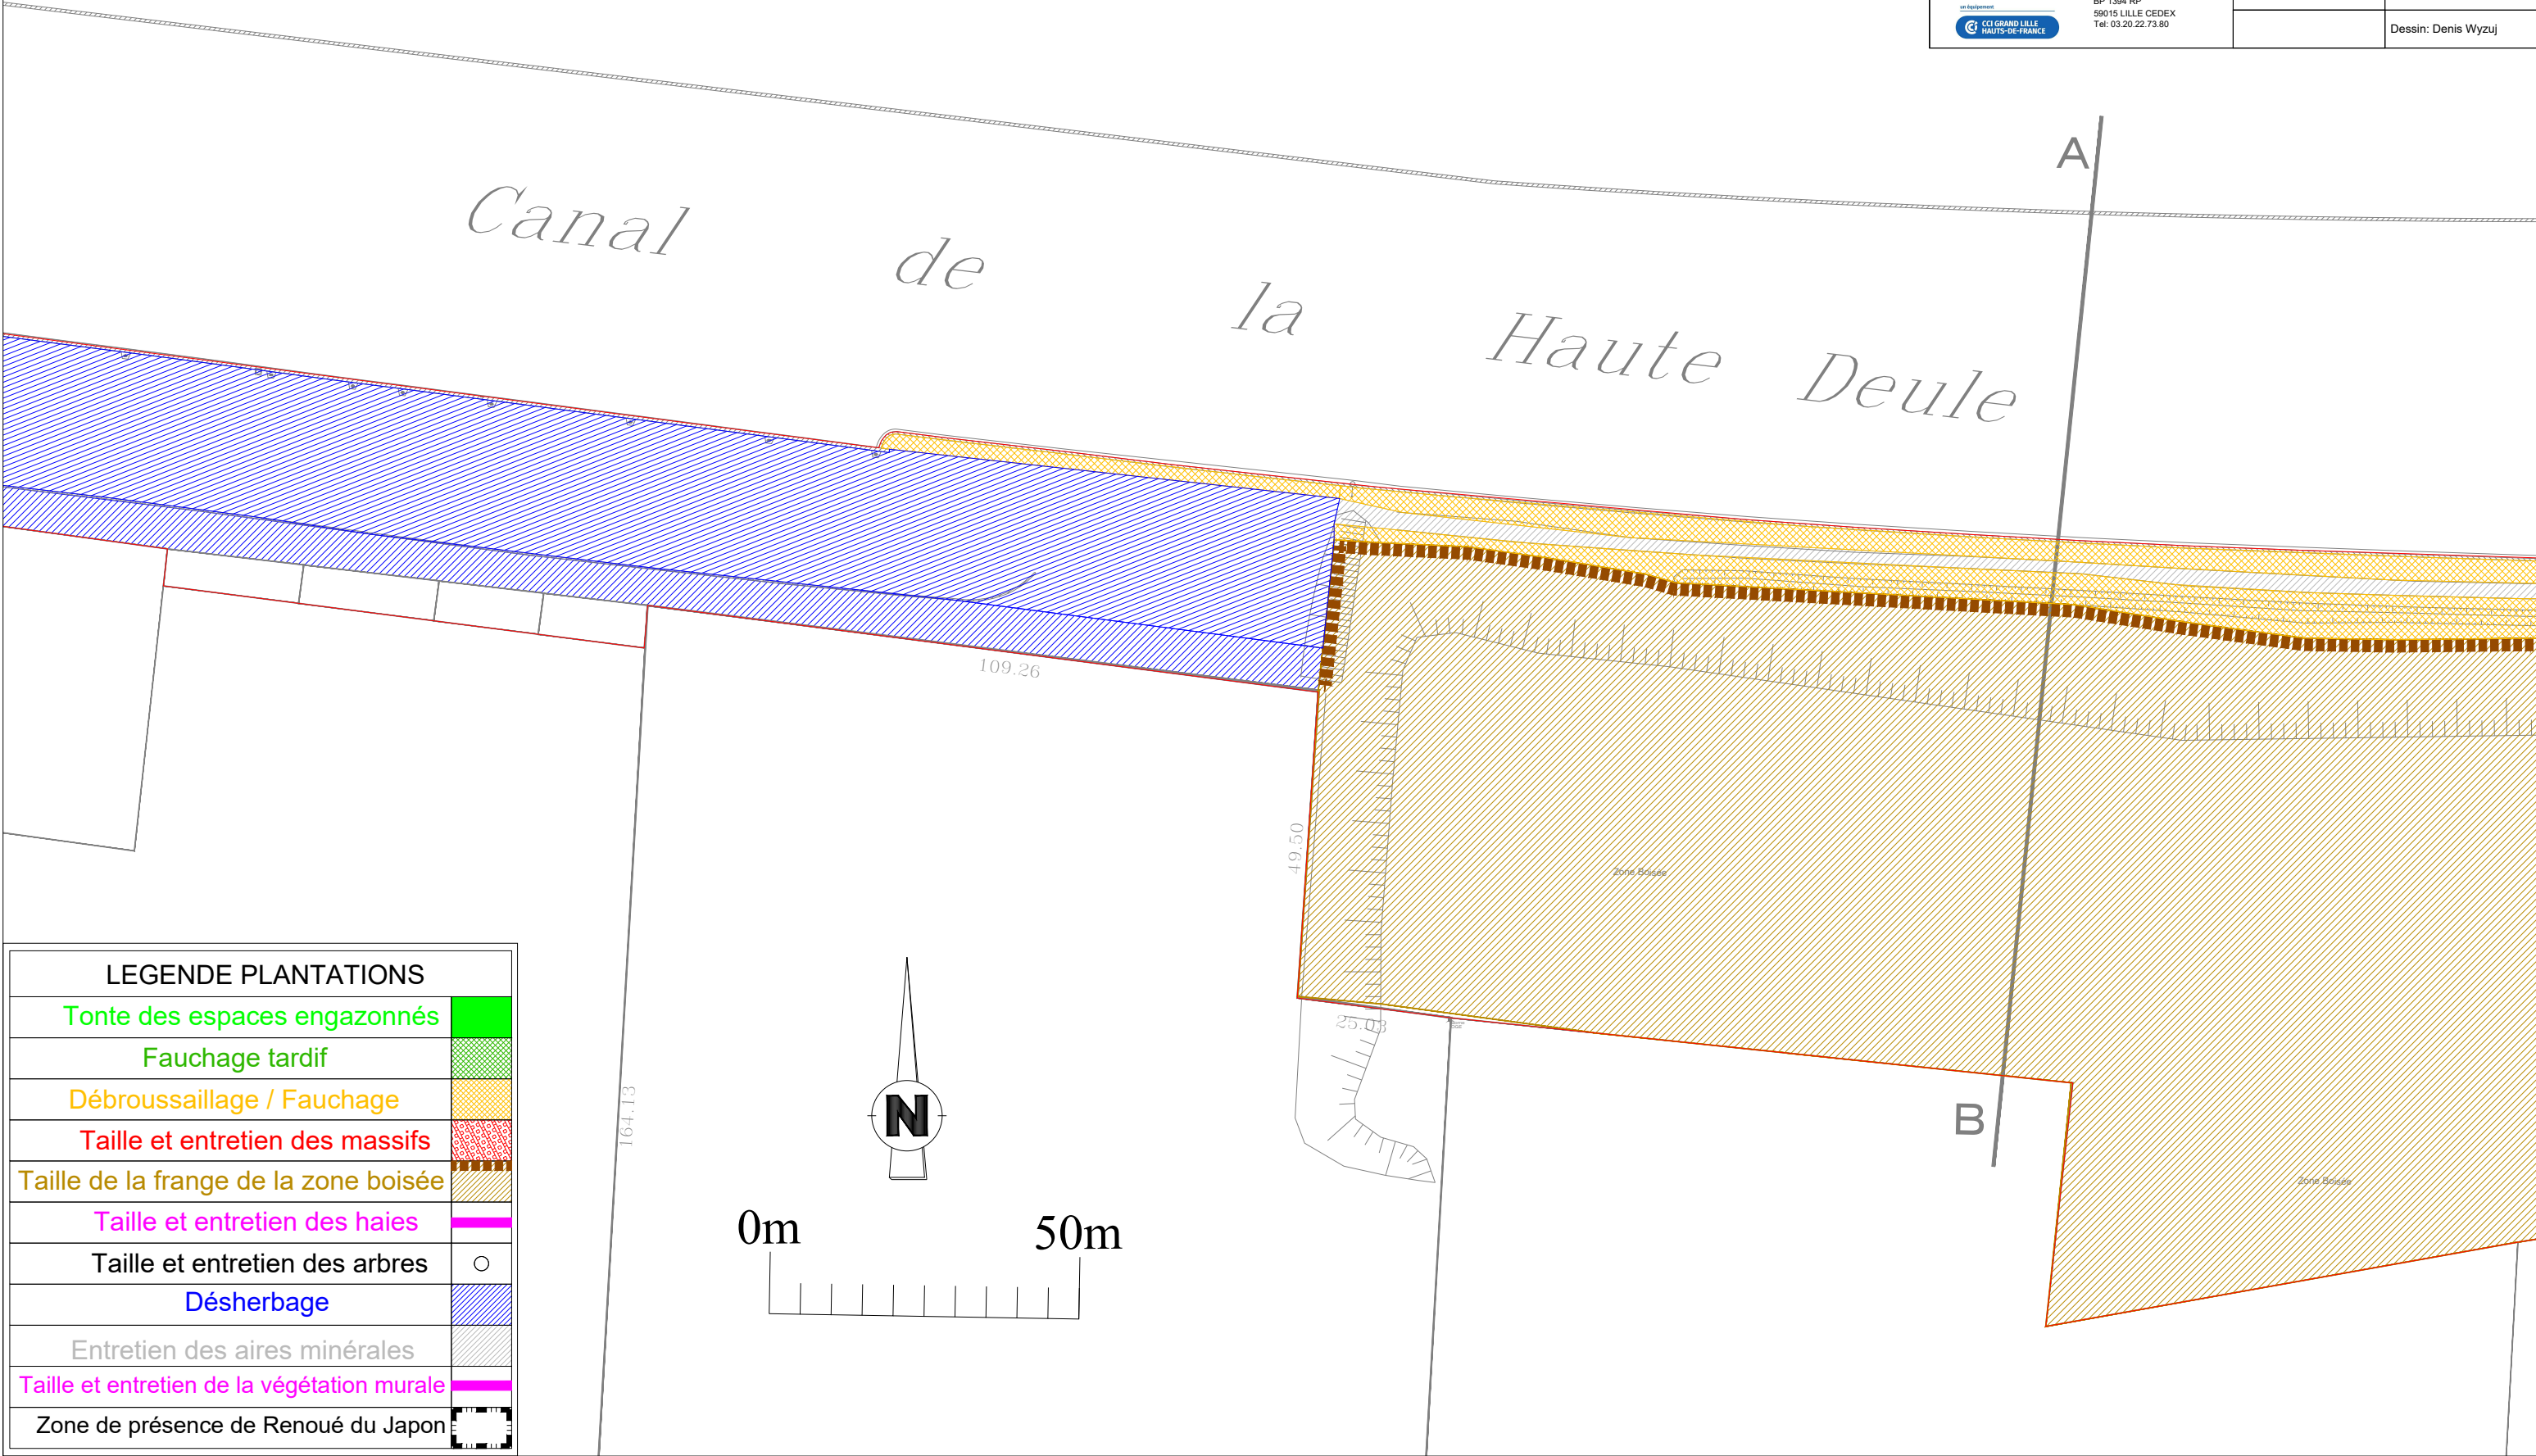 un équipement
CCI GRAND LILLE
HAUTS-DE-FRANCE
BP 1394 RP
59015 LILLE CEDEX
Tel: 03.20.22.73.80
Dessin: Denis Wyzuj
A
Canal de la Haute Deule
109.26
49.50
Zone Boisée
25.03
164.13
B
Zone Boisée
N
0m 50m
LEGENDE PLANTATIONS
Tonte des espaces engazonnés
Fauchage tardif
Débroussaillage / Fauchage
Taille et entretien des massifs
Taille de la frange de la zone boisée
Taille et entretien des haies
Taille et entretien des arbres
Désherbage
Entretien des aires minérales
Taille et entretien de la végétation murale
Zone de présence de Renoué du Japon